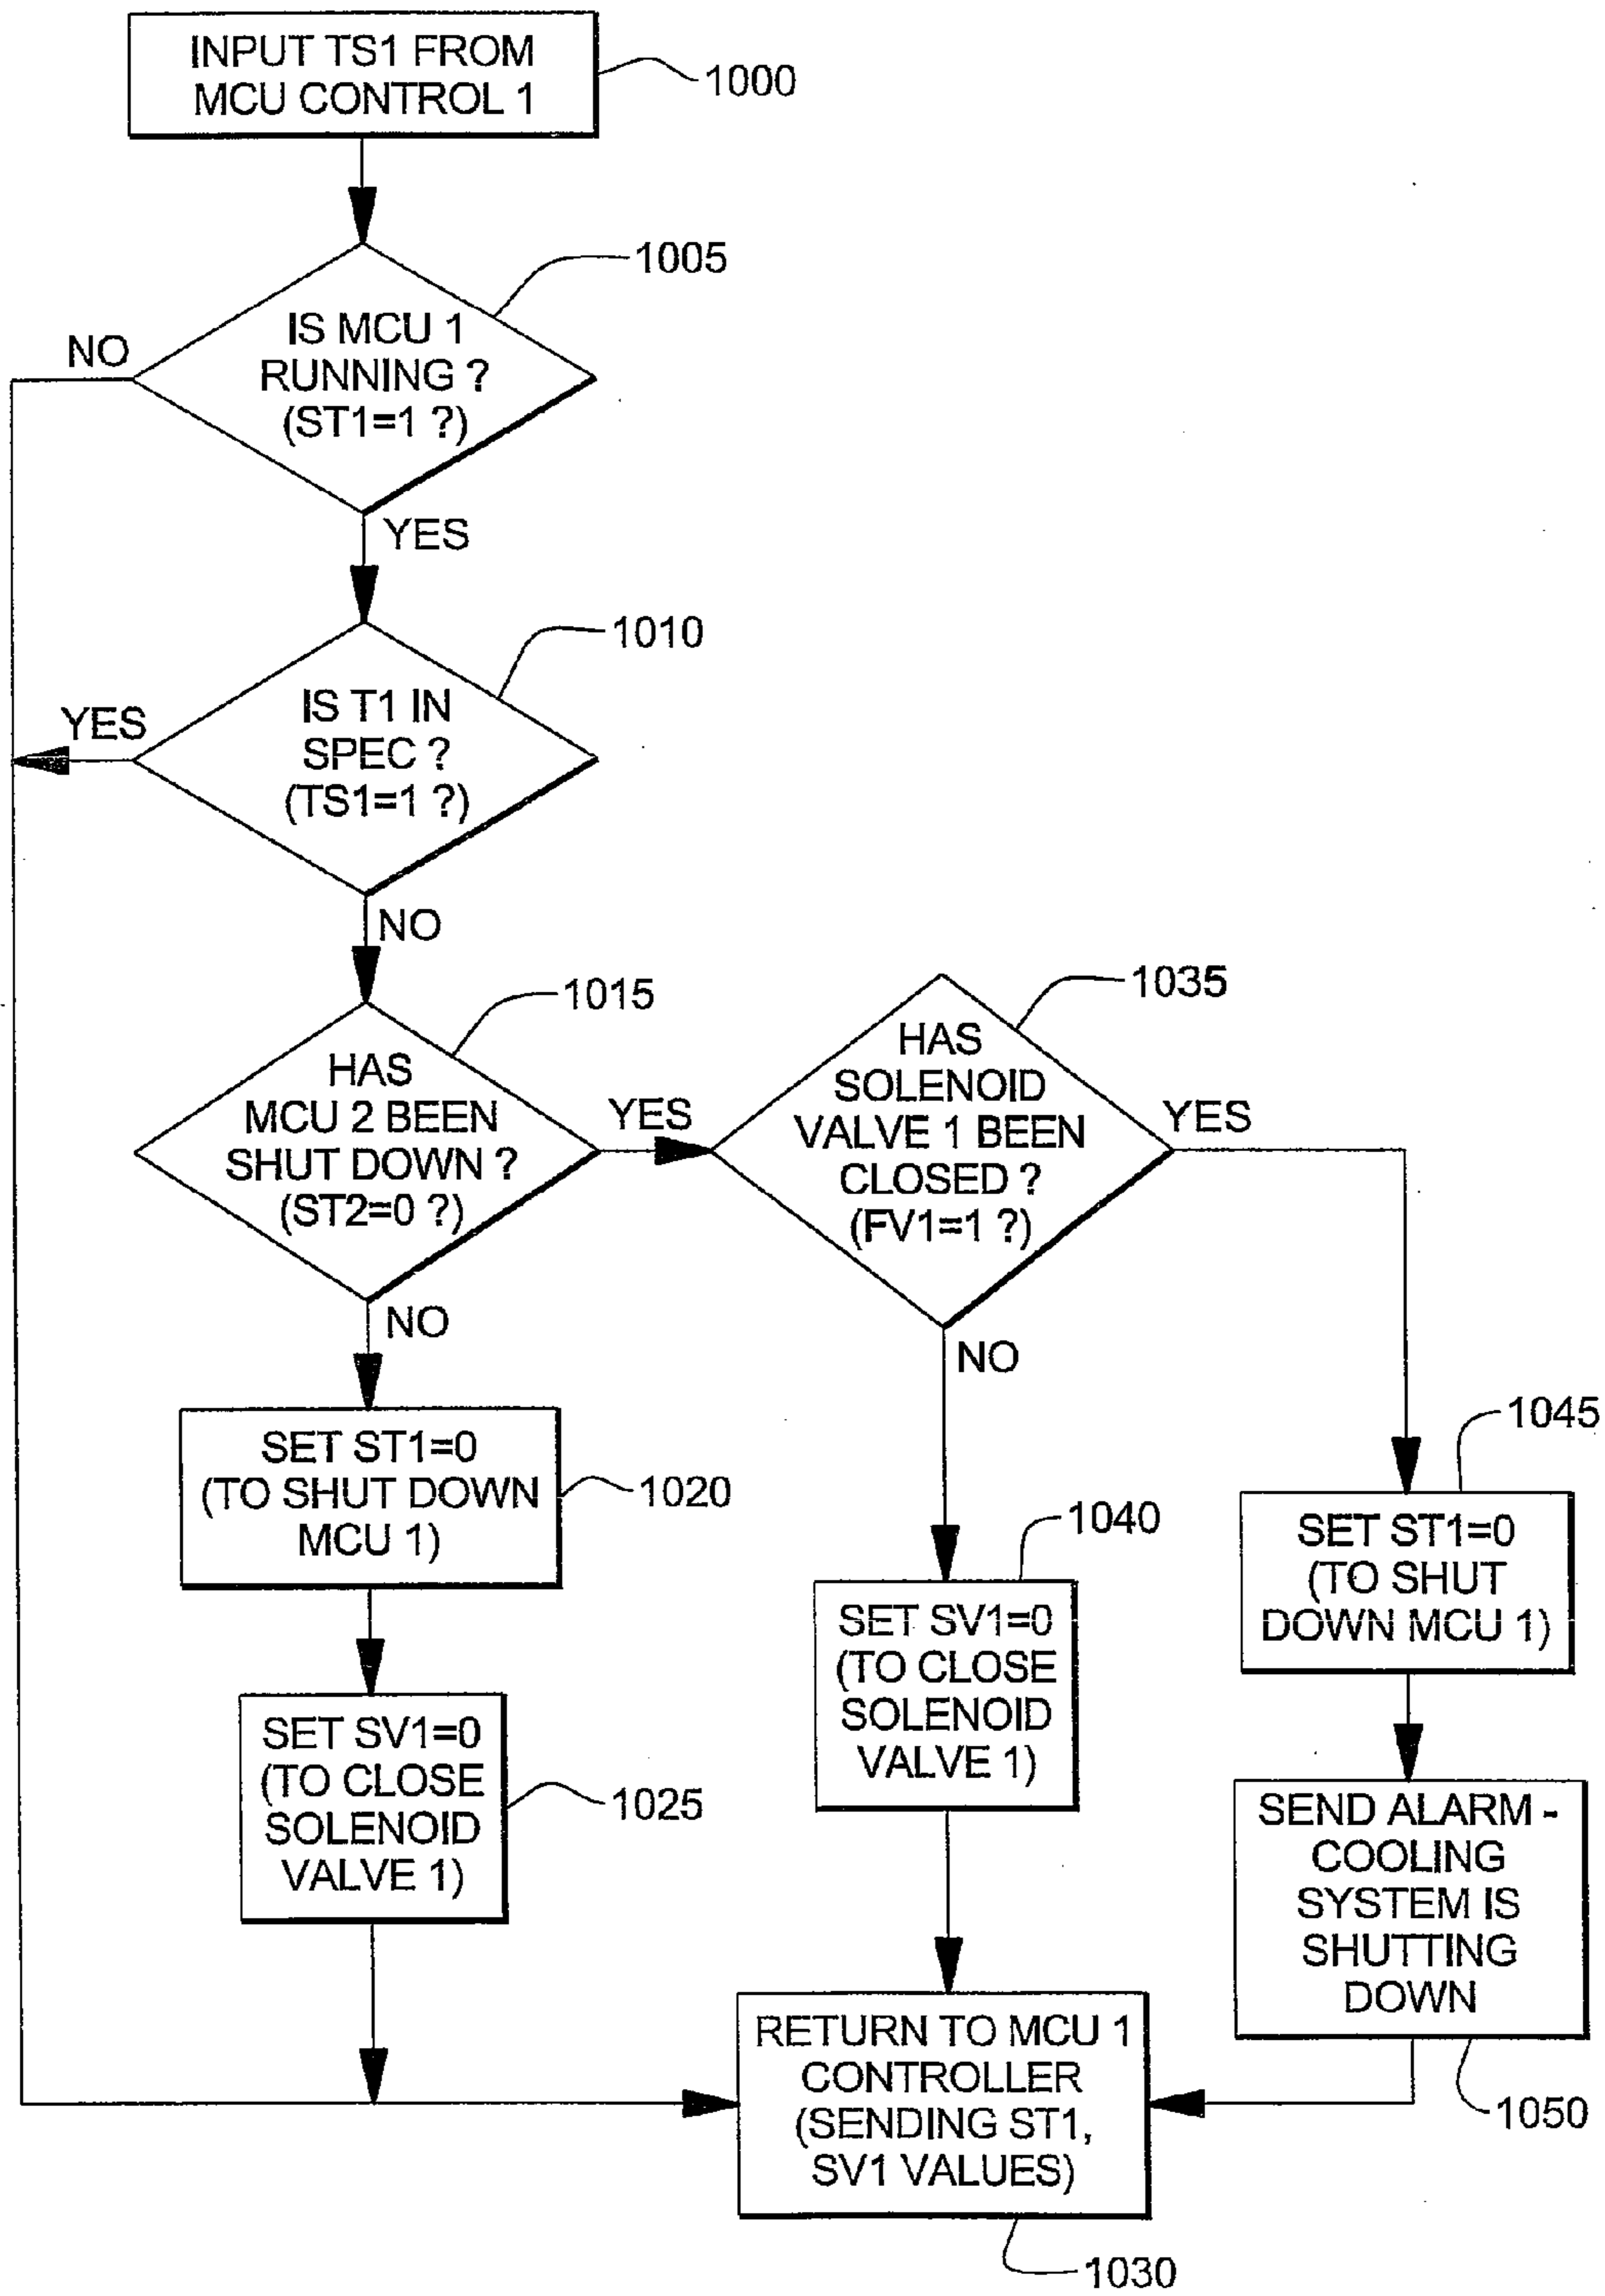 INPUT TS1 FROM
MCU CONTROL 1
1000
IS MCU 1
RUNNING ?
(ST1=1 ?)
1005
NO
YES
IS T1 IN
SPEC ?
(TS1=1 ?)
1010
YES
NO
HAS
MCU 2 BEEN
SHUT DOWN ?
(ST2=0 ?)
1015
YES
NO
HAS
SOLENOID
VALVE 1 BEEN
CLOSED ?
(FV1=1 ?)
1035
YES
NO
SET ST1=0
(TO SHUT DOWN
MCU 1)
1020
SET SV1=0
(TO CLOSE
SOLENOID
VALVE 1)
1025
SET SV1=0
(TO CLOSE
SOLENOID
VALVE 1)
1040
SET ST1=0
(TO SHUT
DOWN MCU 1)
1045
SEND ALARM -
COOLING
SYSTEM IS
SHUTTING
DOWN
1050
RETURN TO MCU 1
CONTROLLER
(SENDING ST1,
SV1 VALUES)
1030